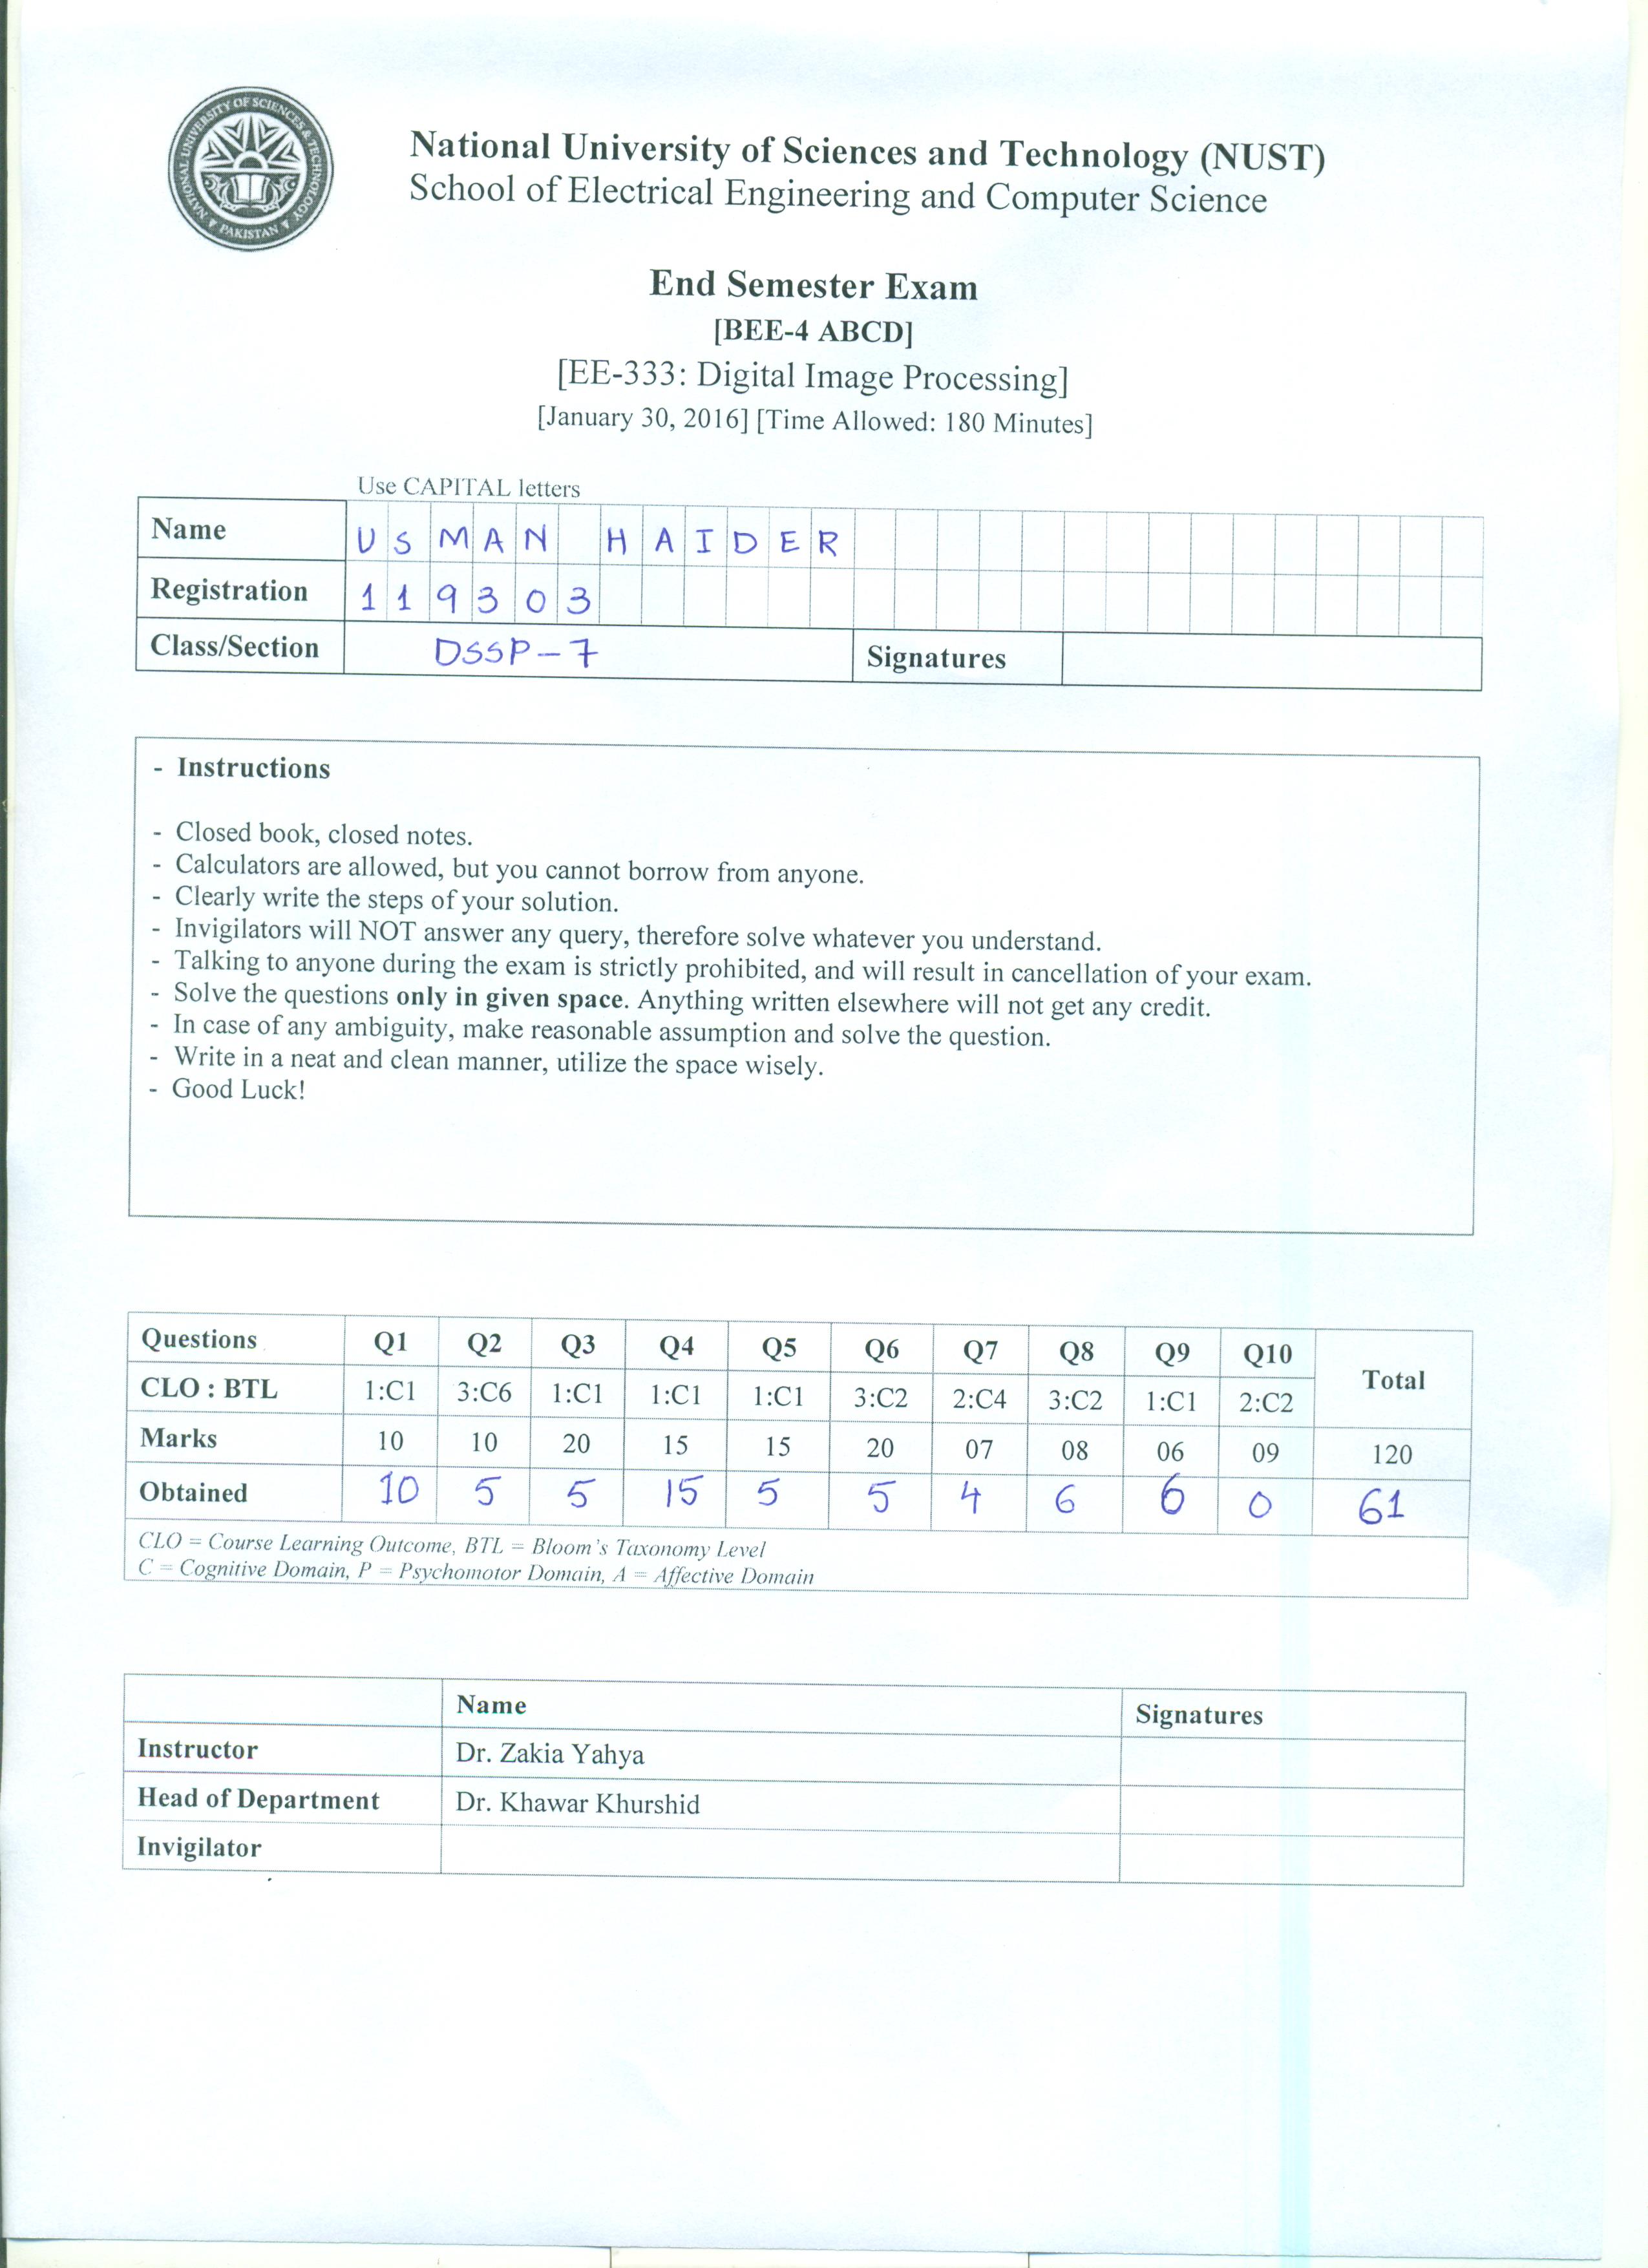 NATIONAL UNIVERSITY OF SCIENCES & TECHNOLOGY
PAKISTAN
National University of Sciences and Technology (NUST)
School of Electrical Engineering and Computer Science
End Semester Exam
[BEE-4 ABCD]
[EE-333: Digital Image Processing]
[January 30, 2016] [Time Allowed: 180 Minutes]
Use CAPITAL letters
Name USMAN HAIDER
Registration 119303
Class/Section DSSP-7 Signatures
- Instructions
- Closed book, closed notes.
- Calculators are allowed, but you cannot borrow from anyone.
- Clearly write the steps of your solution.
- Invigilators will NOT answer any query, therefore solve whatever you understand.
- Talking to anyone during the exam is strictly prohibited, and will result in cancellation of your exam.
- Solve the questions only in given space. Anything written elsewhere will not get any credit.
- In case of any ambiguity, make reasonable assumption and solve the question.
- Write in a neat and clean manner, utilize the space wisely.
- Good Luck!
Questions Q1 Q2 Q3 Q4 Q5 Q6 Q7 Q8 Q9 Q10 Total
CLO : BTL 1:C1 3:C6 1:C1 1:C1 1:C1 3:C2 2:C4 3:C2 1:C1 2:C2
Marks 10 10 20 15 15 20 07 08 06 09 120
Obtained 10 5 5 15 5 5 4 6 6 0 61
CLO = Course Learning Outcome, BTL = Bloom's Taxonomy Level
C = Cognitive Domain, P = Psychomotor Domain, A = Affective Domain
Name Signatures
Instructor Dr. Zakia Yahya
Head of Department Dr. Khawar Khurshid
Invigilator